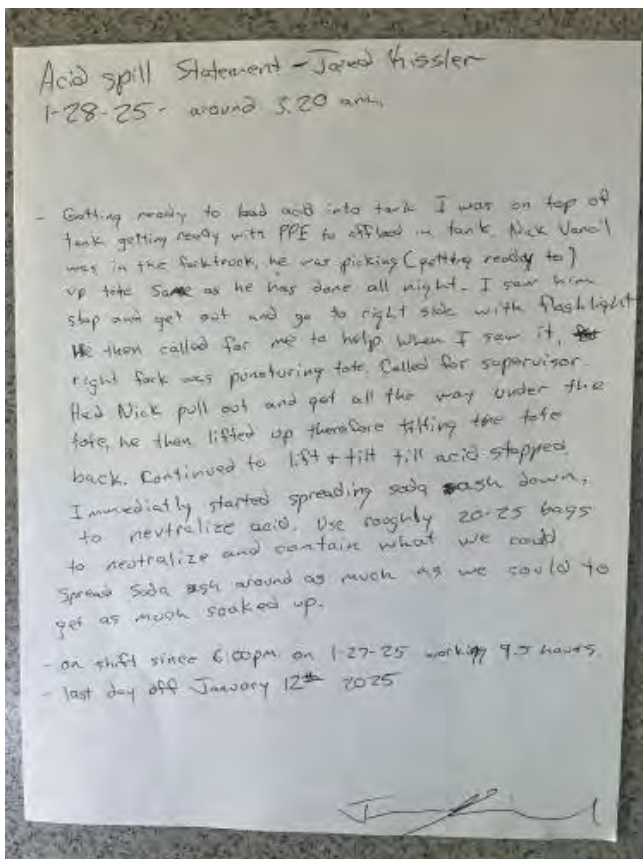 Acid spill Statement - Jared Kissler
1-28-25 - around 3:20 am.
- Getting ready to load acid into tank I was on top of
tank getting ready with PPE to offload in tank. Nick
was in the forktruck, he was picking (getting ready to)
up tote same as he has done all night. I saw him
stop and get out and go to right side with flashlight
He then called for me to help when I saw it,
right fork was puncturing tote. Called for supervisor.
Had Nick pull out and get all the way under the
tote, he then lifted up therefore tilting the tote
back. Continued to lift + tilt till acid stopped.
I immediatly started spreading soda ash down,
to neutralize acid. Use roughly 20-25 bags
to neutralize and contain what we could
Spread soda ash around as much as we could to
get as much soaked up.
- on shift since 6:00pm on 1-27-25 working 9.5 hours.
- last day off January 12th 2025